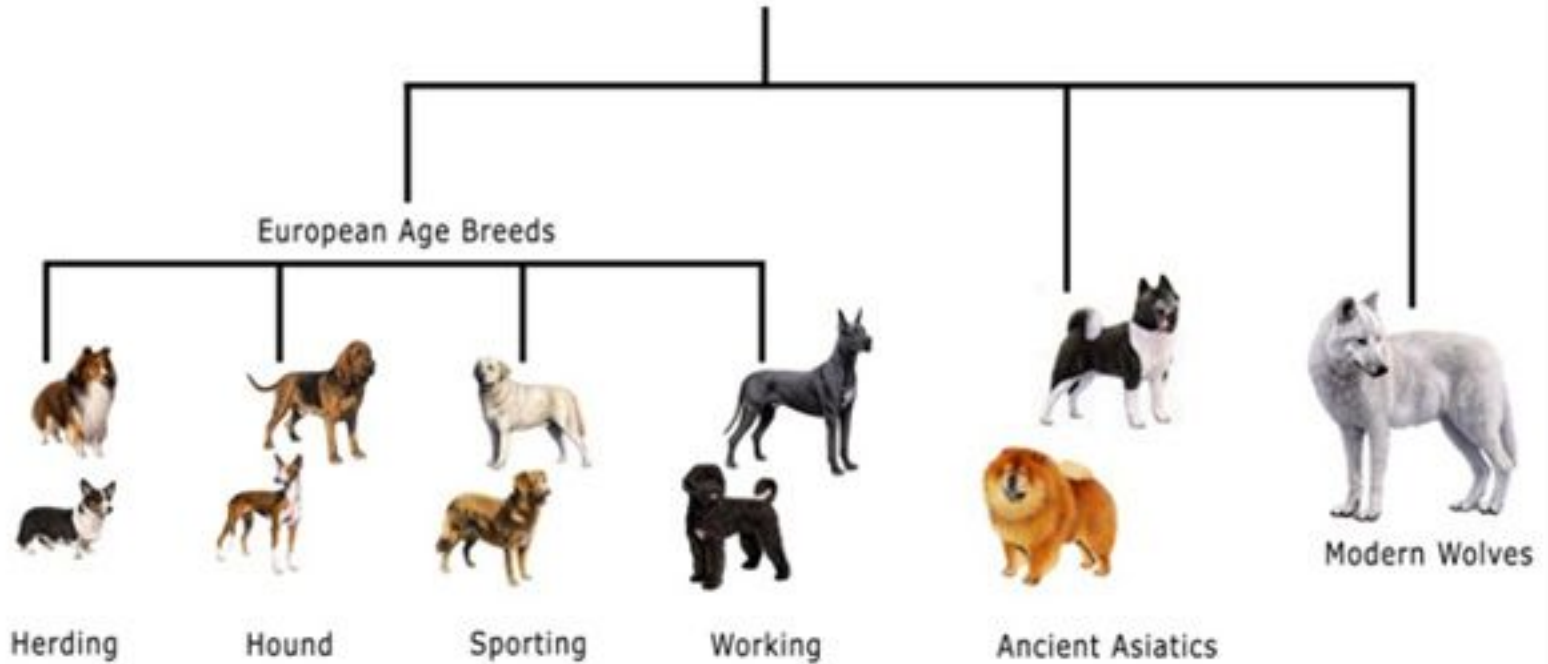 European Age Breeds
Modern Wolves
Herding
Hound
Sporting
Working
Ancient Asiatics